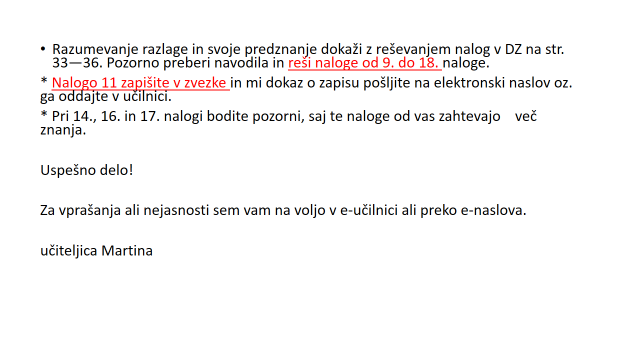 • Razumevanje razlage in svoje predznanje dokaži z reševanjem nalog v DZ na str.
33—36. Pozorno preberi navodila in reši naloge od 9. do 18. naloge.
* Nalogo 11 zapišite v zvezke in mi dokaz o zapisu pošljite na elektronski naslov oz.
ga oddajte v učilnici.
* Pri 14., 16. in 17. nalogi bodite pozorni, saj te naloge od vas zahtevajo več
znanja.
Uspešno delo!
Za vprašanja ali nejasnosti sem vam na voljo v e-učilnici ali preko e-naslova.
učiteljica Martina